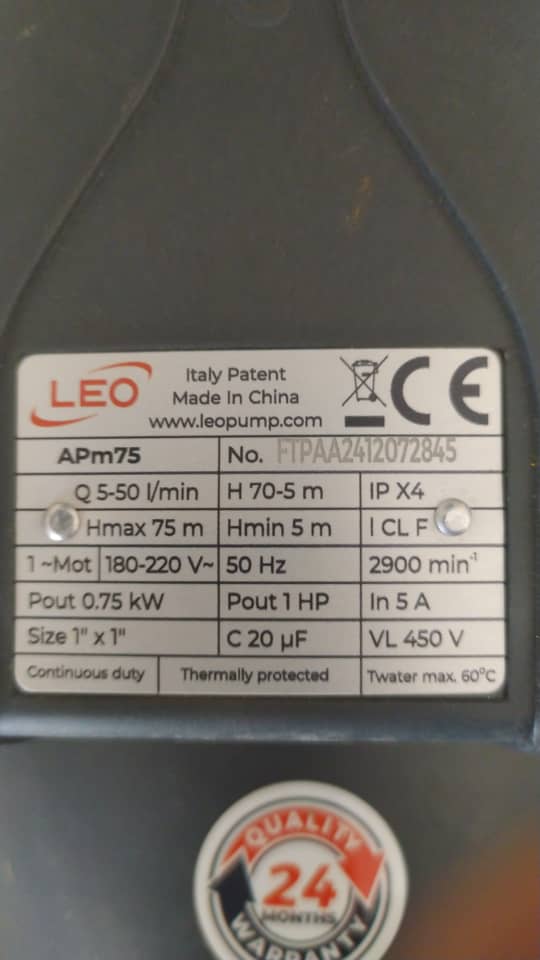 LEO
Italy Patent
Made In China
www.leopump.com
CE
APm75 No. FTPAA2412072845
Q 5-50 l/min H 70-5 m IP X4
Hmax 75 m Hmin 5 m I CL F
1 ~Mot 180-220 V~ 50 Hz 2900 min⁻¹
Pout 0.75 kW Pout 1 HP In 5 A
Size 1" x 1" C 20 µF VL 450 V
Continuous duty Thermally protected Twater max. 60°C
QUALITY
24
MONTHS
WARRANTY